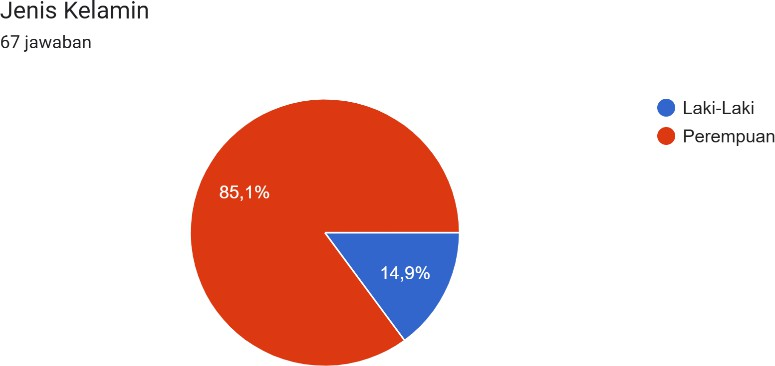 Jenis Kelamin
67 jawaban
Laki-Laki
Perempuan
85,1%
14,9%